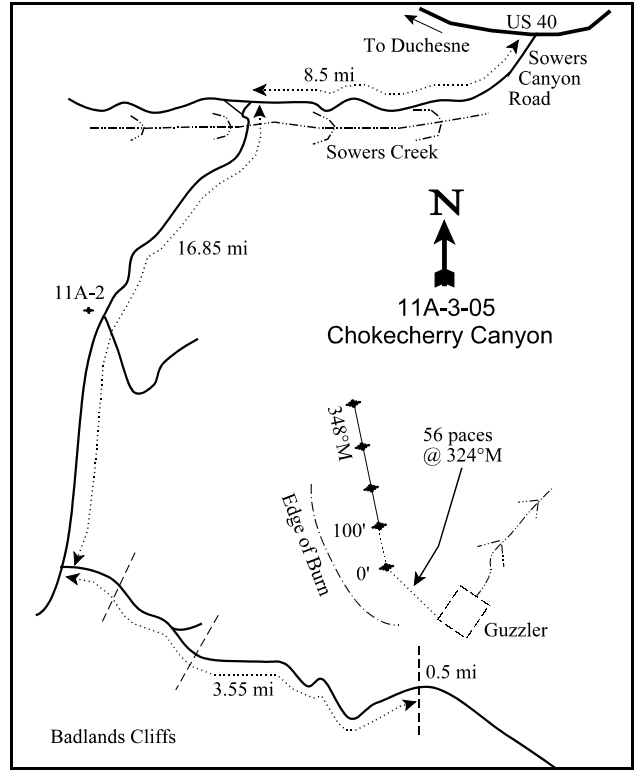 US 40
To Duchesne
Sowers
Canyon
Road
8.5 mi
Sowers Creek
N
16.85 mi
11A-2
11A-3-05
Chokecherry Canyon
348°M
56 paces
@ 324°M
Edge of Burn
100'
0'
Guzzler
0.5 mi
3.55 mi
Badlands Cliffs